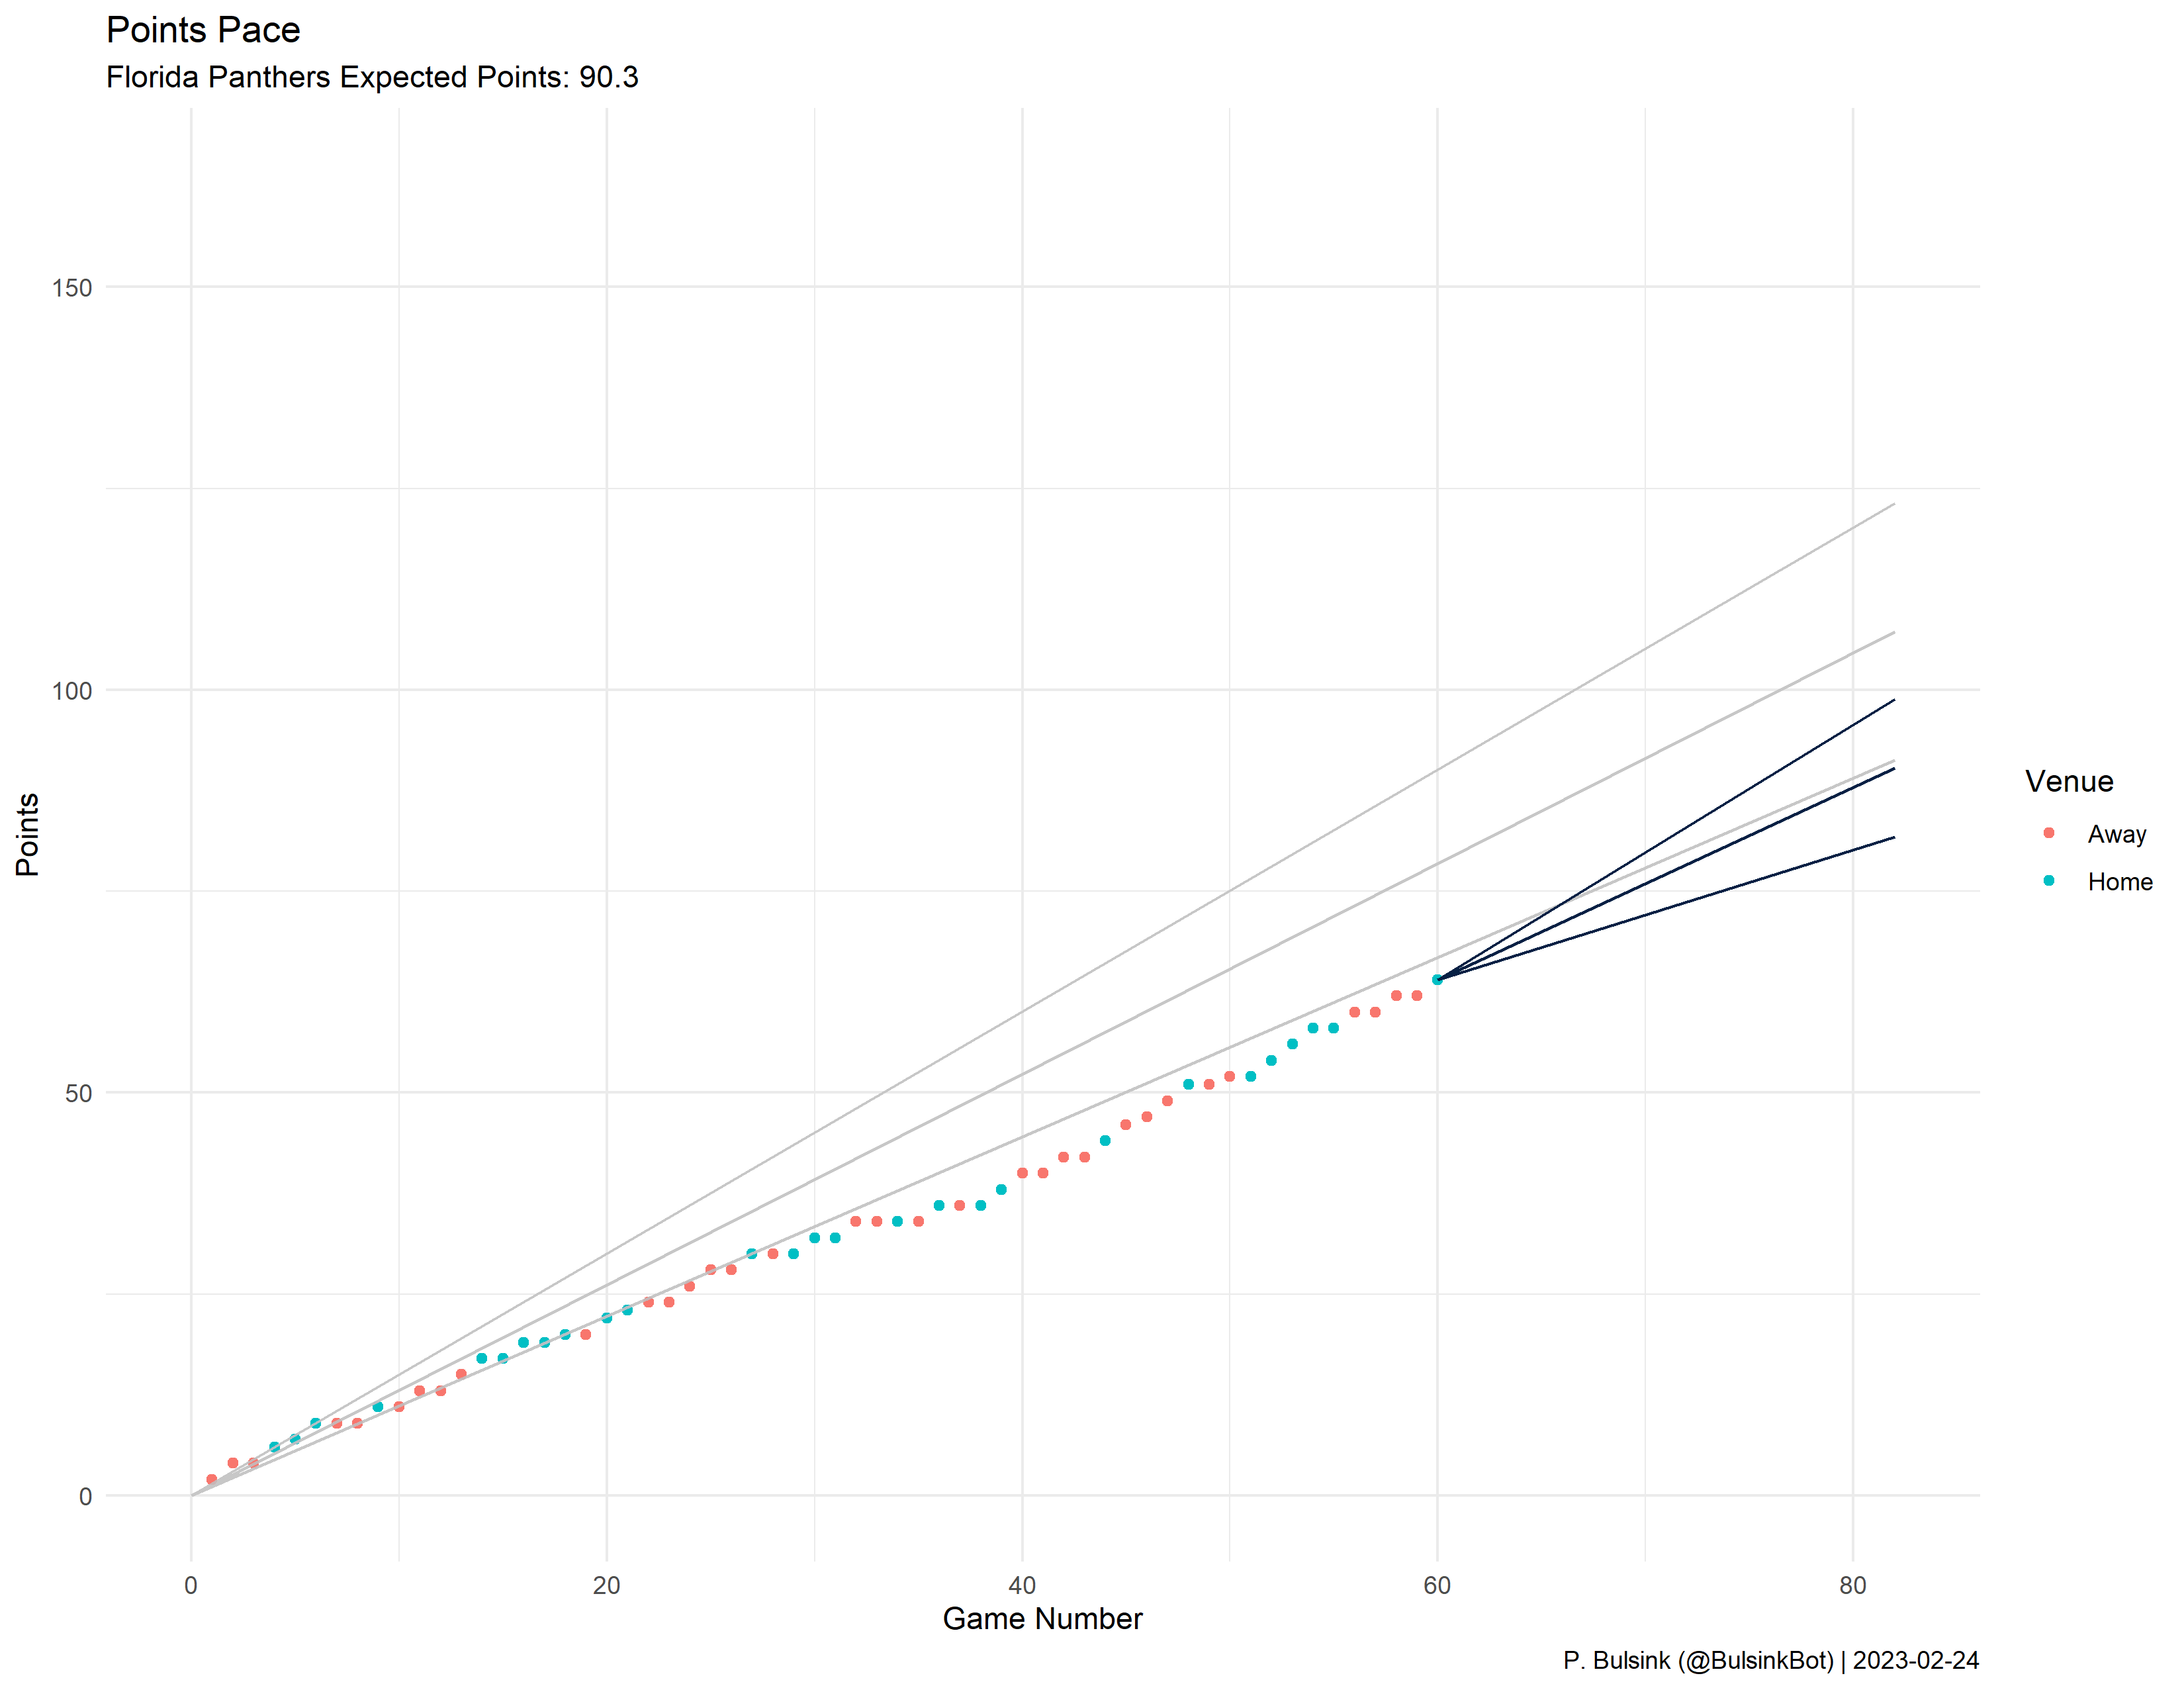 Points Pace
Florida Panthers Expected Points: 90.3
150
100
50
0
Points
0 20 40 60 80
Game Number
Venue
Away
Home
P. Bulsink (@BulsinkBot) | 2023-02-24